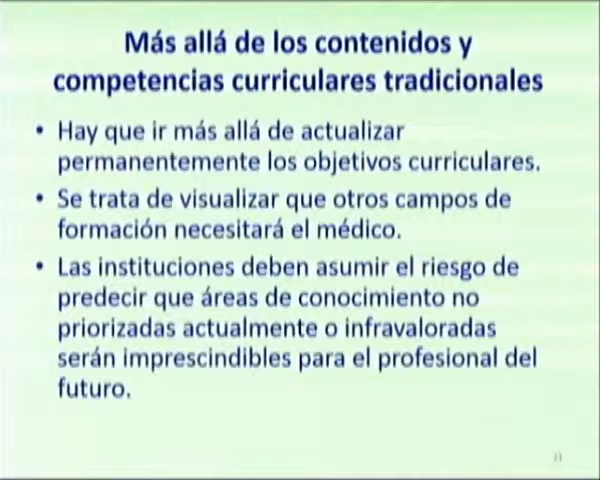 Más allá de los contenidos y
competencias curriculares tradicionales
• Hay que ir más allá de actualizar
permanentemente los objetivos curriculares.
• Se trata de visualizar que otros campos de
formación necesitará el médico.
• Las instituciones deben asumir el riesgo de
predecir que áreas de conocimiento no
priorizadas actualmente o infravaloradas
serán imprescindibles para el profesional del
futuro.